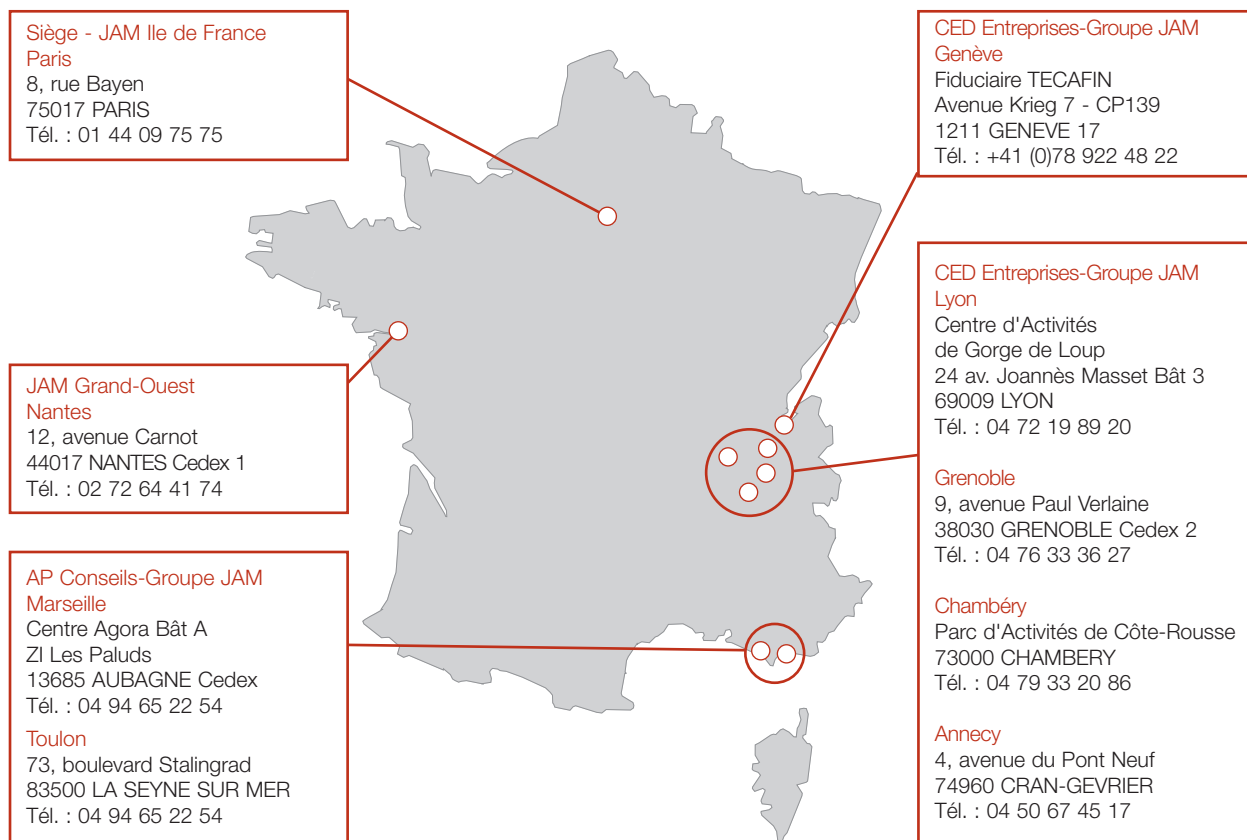 Siège - JAM Ile de France
Paris
8, rue Bayen
75017 PARIS
Tél. : 01 44 09 75 75
JAM Grand-Ouest
Nantes
12, avenue Carnot
44017 NANTES Cedex 1
Tél. : 02 72 64 41 74
AP Conseils-Groupe JAM
Marseille
Centre Agora Bât A
ZI Les Paluds
13685 AUBAGNE Cedex
Tél. : 04 94 65 22 54
Toulon
73, boulevard Stalingrad
83500 LA SEYNE SUR MER
Tél. : 04 94 65 22 54
CED Entreprises-Groupe JAM
Genève
Fiduciaire TECAFIN
Avenue Krieg 7 - CP139
1211 GENEVE 17
Tél. : +41 (0)78 922 48 22
CED Entreprises-Groupe JAM
Lyon
Centre d'Activités
de Gorge de Loup
24 av. Joannès Masset Bât 3
69009 LYON
Tél. : 04 72 19 89 20
Grenoble
9, avenue Paul Verlaine
38030 GRENOBLE Cedex 2
Tél. : 04 76 33 36 27
Chambéry
Parc d'Activités de Côte-Rousse
73000 CHAMBERY
Tél. : 04 79 33 20 86
Annecy
4, avenue du Pont Neuf
74960 CRAN-GEVRIER
Tél. : 04 50 67 45 17